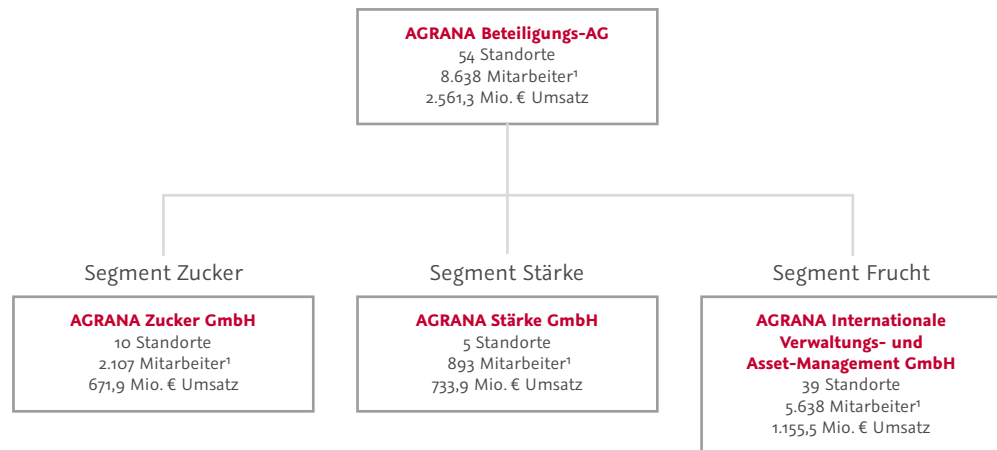 AGRANA Beteiligungs-AG
54 Standorte
8.638 Mitarbeiter¹
2.561,3 Mio. € Umsatz
Segment Zucker
AGRANA Zucker GmbH
10 Standorte
2.107 Mitarbeiter¹
671,9 Mio. € Umsatz
Segment Stärke
AGRANA Stärke GmbH
5 Standorte
893 Mitarbeiter¹
733,9 Mio. € Umsatz
Segment Frucht
AGRANA Internationale
Verwaltungs- und
Asset-Management GmbH
39 Standorte
5.638 Mitarbeiter¹
1.155,5 Mio. € Umsatz